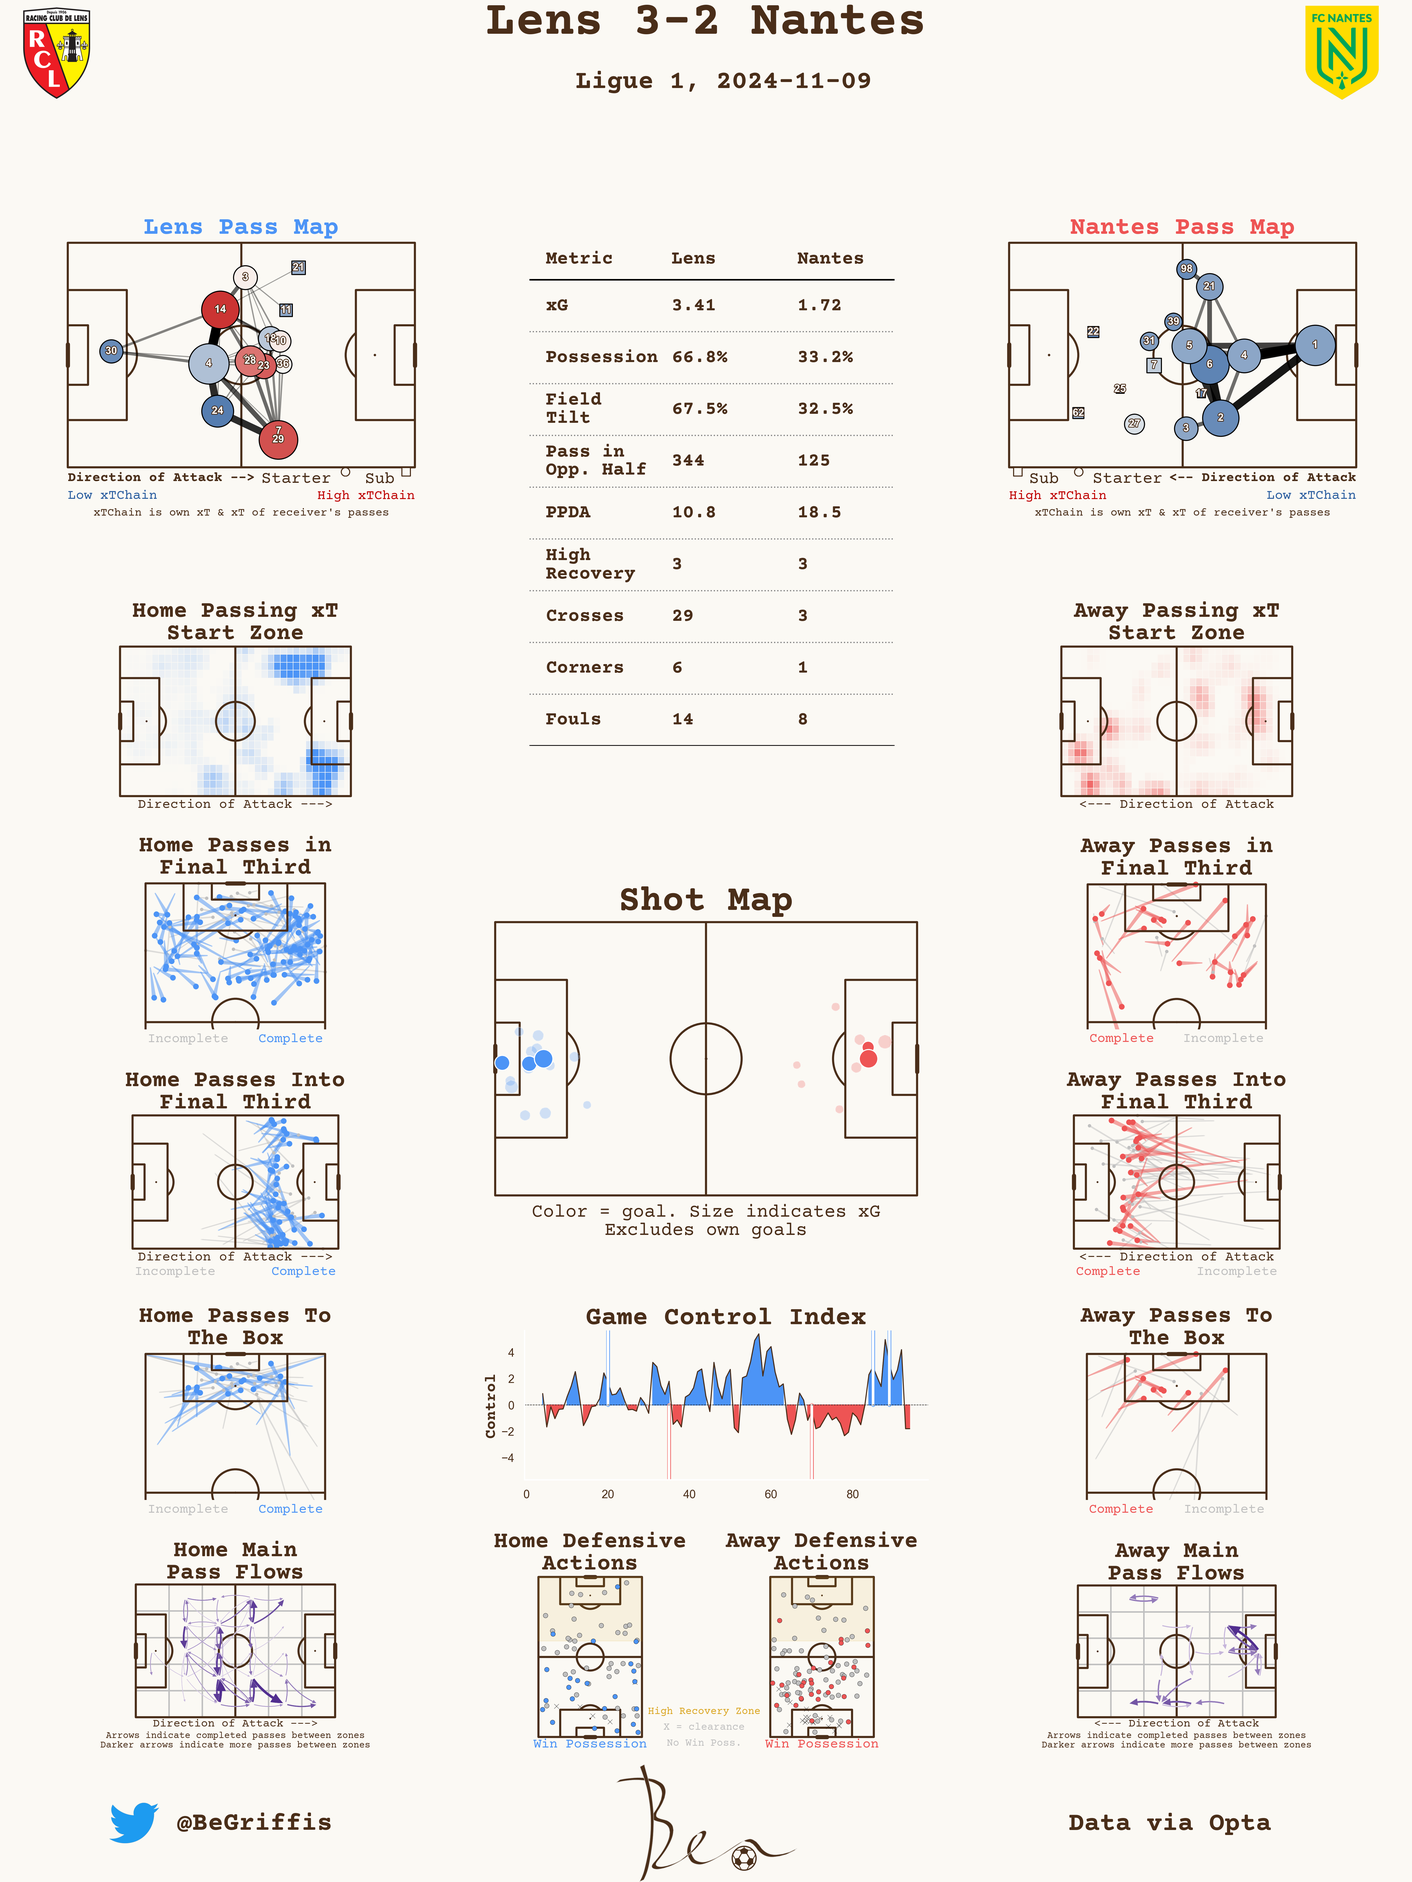 Lens 3-2 Nantes
Ligue 1, 2024-11-09
Depuis 1906
RACING CLUB DE LENS
R
C
L
FC NANTES
N
Lens Pass Map
3
21
14
11
10
30
4
28
23
36
24
7
29
Direction of Attack --> Starter Sub
Low xTChain High xTChain
xTChain is own xT & xT of receiver's passes
Metric Lens Nantes
xG 3.41 1.72
Possession 66.8% 33.2%
Field
Tilt 67.5% 32.5%
Pass in
Opp. Half 344 125
PPDA 10.8 18.5
High
Recovery 3 3
Crosses 29 3
Corners 6 1
Fouls 14 8
Nantes Pass Map
98
21
39
22
31
5
4
1
7
6
25
17
62
27
3
2
Sub Starter <-- Direction of Attack
High xTChain Low xTChain
xTChain is own xT & xT of receiver's passes
Home Passing xT
Start Zone
Direction of Attack --->
Away Passing xT
Start Zone
<--- Direction of Attack
Home Passes in
Final Third
Incomplete Complete
Away Passes in
Final Third
Complete Incomplete
Shot Map
Color = goal. Size indicates xG
Excludes own goals
Home Passes Into
Final Third
Direction of Attack --->
Incomplete Complete
Away Passes Into
Final Third
<--- Direction of Attack
Complete Incomplete
Home Passes To
The Box
Incomplete Complete
Game Control Index
Control
4
2
0
−2
−4
0 20 40 60 80
Away Passes To
The Box
Complete Incomplete
Home Main
Pass Flows
Direction of Attack --->
Arrows indicate completed passes between zones
Darker arrows indicate more passes between zones
Home Defensive
Actions
Win Possession
Away Defensive
Actions
Win Possession
High Recovery Zone
X = clearance
No Win Poss.
Away Main
Pass Flows
<--- Direction of Attack
Arrows indicate completed passes between zones
Darker arrows indicate more passes between zones
@BeGriffis
Ben
Data via Opta